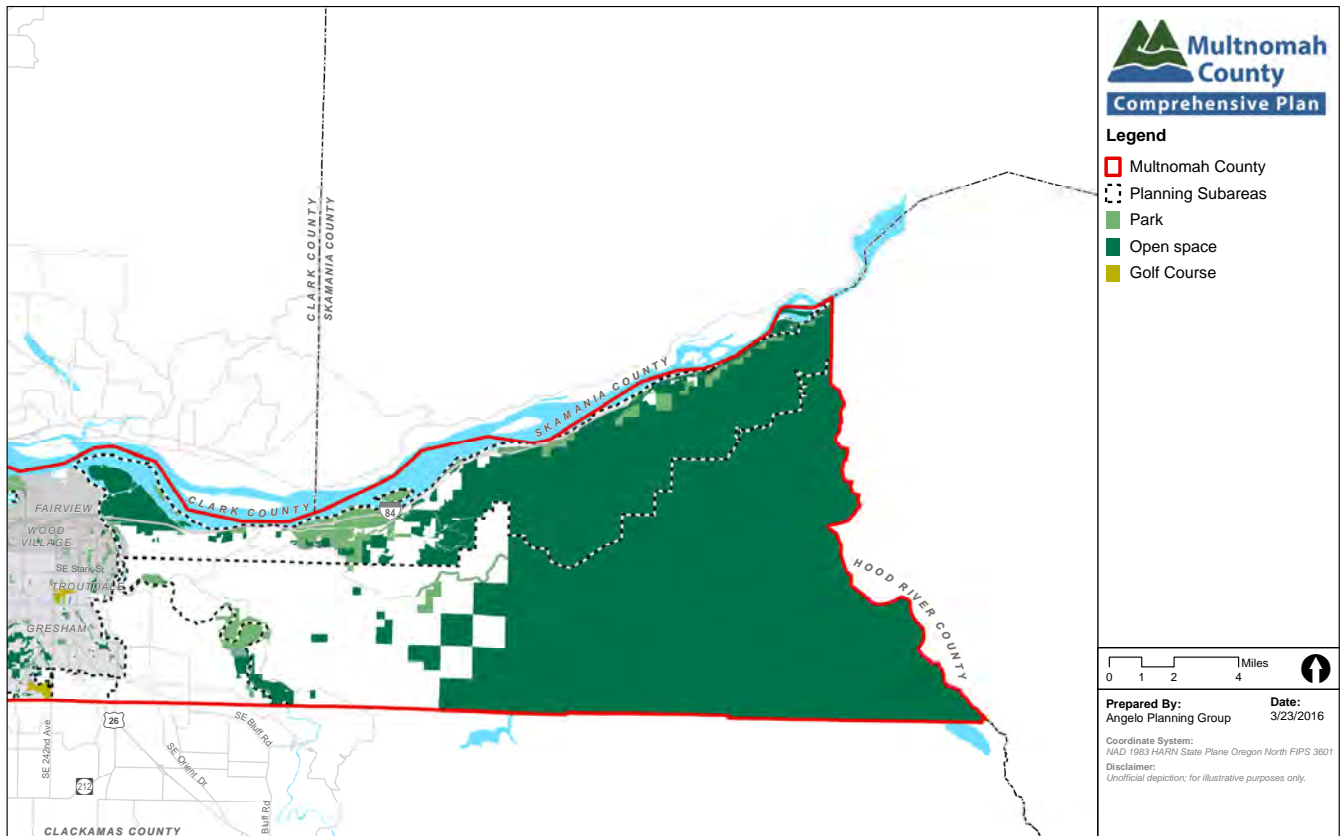 Multnomah
County
Comprehensive Plan
Legend
Multnomah County
Planning Subareas
Park
Open space
Golf Course
CLARK COUNTY
SKAMANIA COUNTY
SKAMANIA COUNTY
CLARK COUNTY
84
FAIRVIEW
WOOD
VILLAGE
SE Stark St
TROUTDALE
GRESHAM
HOOD RIVER COUNTY
26
SE 242nd Ave
SE Bluff Rd
SE Orient Dr
212
Bluff Rd
CLACKAMAS COUNTY
Miles
0 1 2 4
Prepared By:
Angelo Planning Group
Date:
3/23/2016
Coordinate System:
NAD 1983 HARN State Plane Oregon North FIPS 3601
Disclaimer:
Unofficial depiction; for illustrative purposes only.